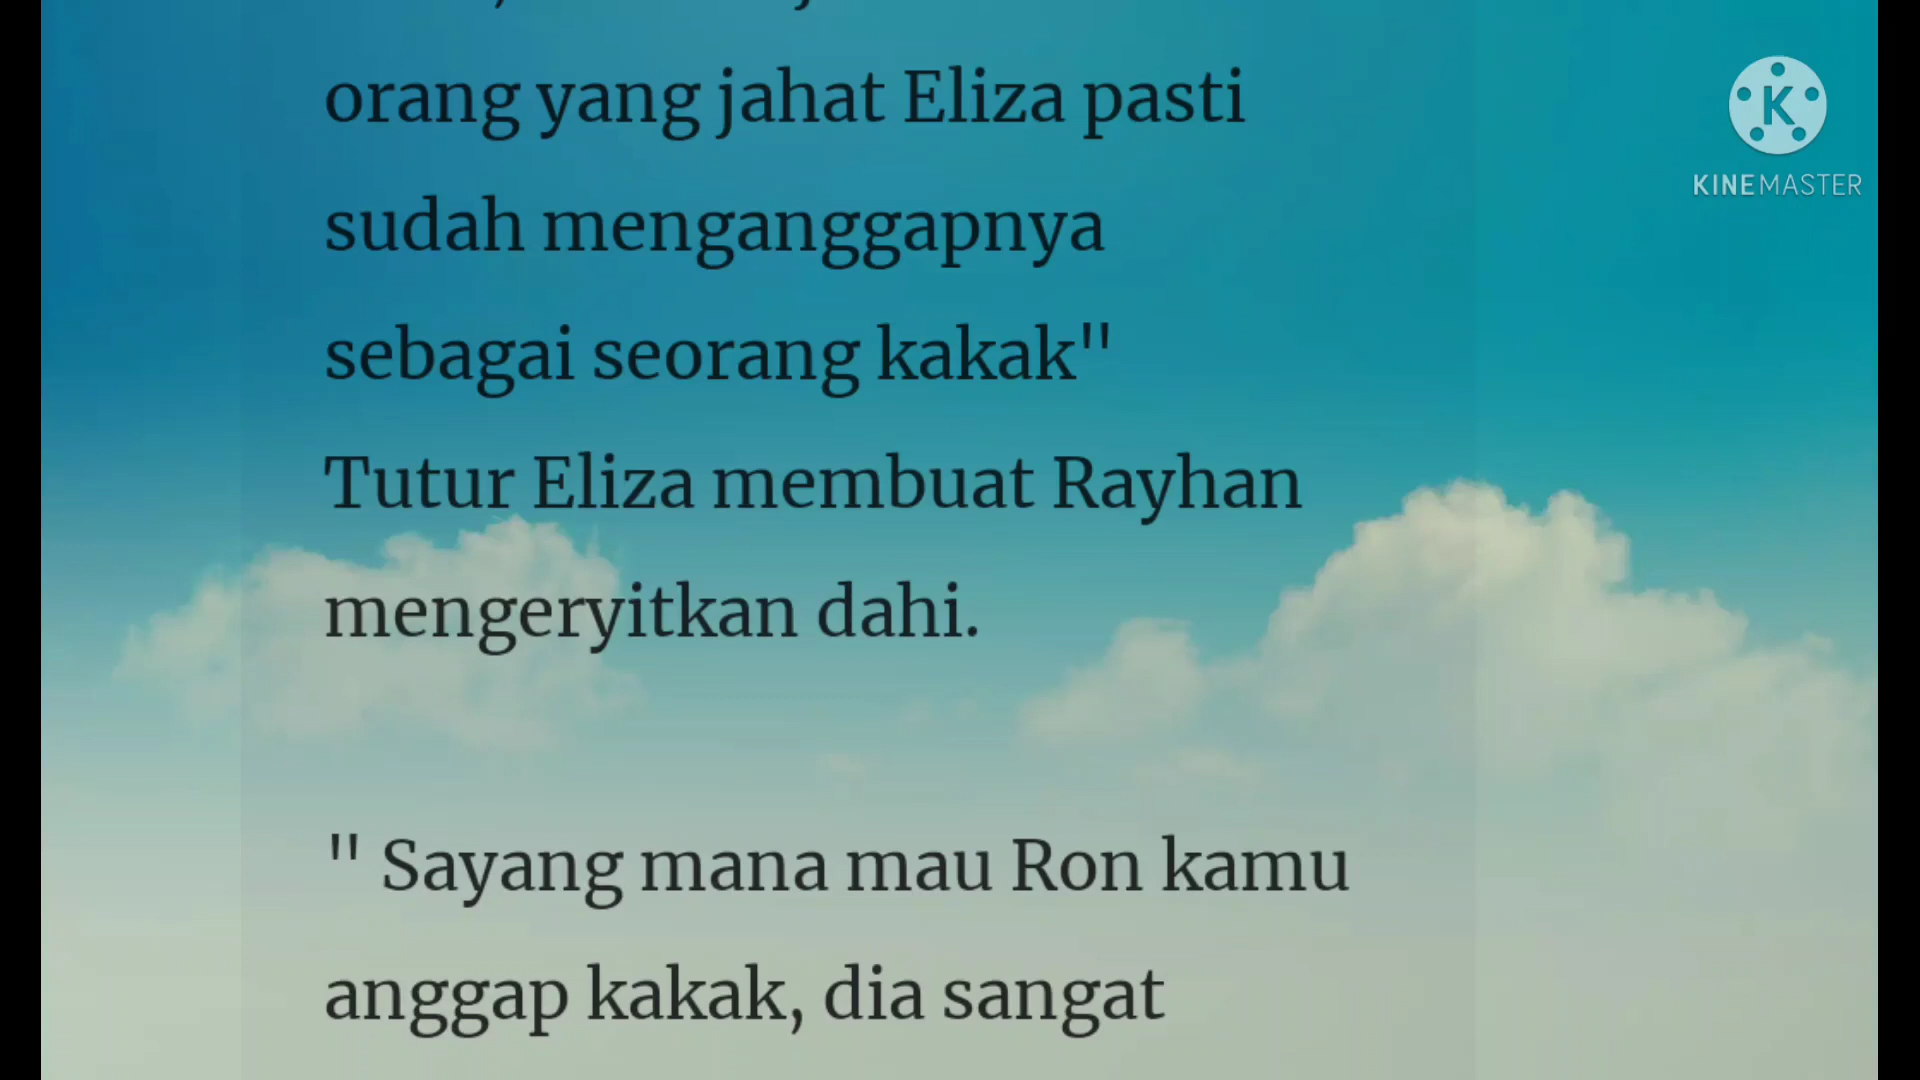 orang yang jahat Eliza pasti
sudah menganggapnya
sebagai seorang kakak"
Tutur Eliza membuat Rayhan
mengeryitkan dahi.
" Sayang mana mau Ron kamu
anggap kakak, dia sangat
K
KINEMASTER